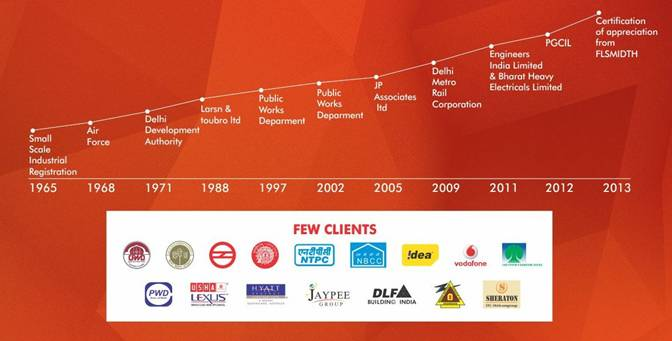 Small
Scale
Industrial
Registration
Air
Force
Delhi
Development
Authority
Larsn &
toubro ltd
Public
Works
Deparment
Public
Works
Deparment
JP
Associates
ltd
Delhi
Metro
Rail
Corporation
Engineers
India Limited
& Bharat Heavy
Electricals Limited
PGCIL
Certification
of appreciation
from
FLSMIDTH
1965 1968 1971 1988 1997 2002 2005 2009 2011 2012 2013
FEW CLIENTS
एनटीपीसी
NTPC
NBCC
!dea
vodafone
PWD
USHA
LEXUS
HYATT
JAYPEE
GROUP
DLF
BUILDING INDIA
SHERATON